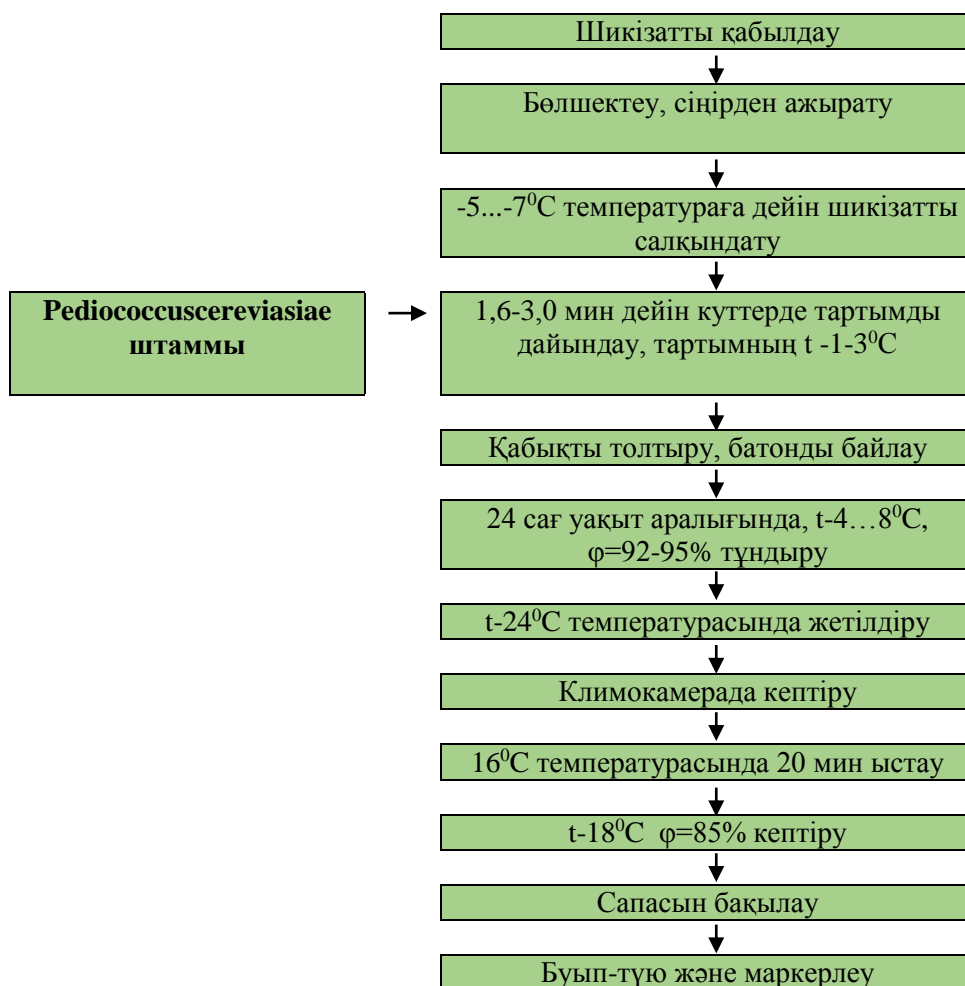 Шикізатты қабылдау
Бөлшектеу, сіңірден ажырату
-5...-7⁰С температураға дейін шикізатты
салқындату
Pediococcuscereviasiae
штаммы
1,6-3,0 мин дейін куттерде тартымды
дайындау, тартымның t -1-3⁰С
Қабықты толтыру, батонды байлау
24 сағ уақыт аралығында, t-4…8⁰С,
φ=92-95% тұндыру
t-24⁰С температурасында жетілдіру
Климокамерада кептіру
16⁰С температурасында 20 мин ыстау
t-18⁰С φ=85% кептіру
Сапасын бақылау
Буып-түю және маркерлеу